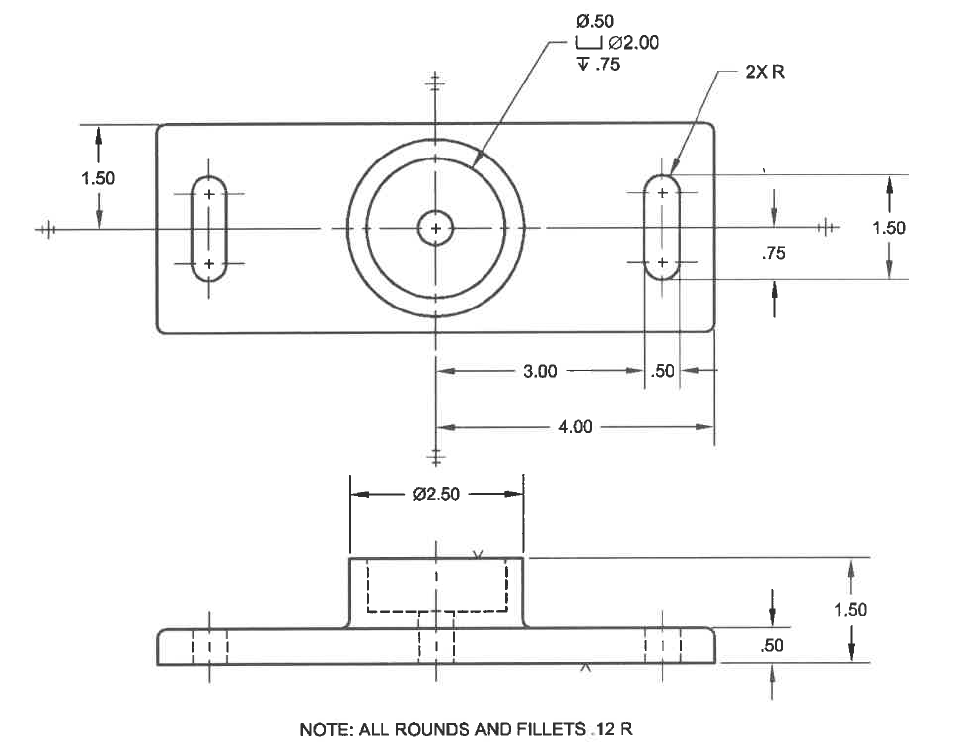 Ø.50
⌴ Ø2.00
↧ .75
2X R
1.50
1.50
.75
3.00
.50
4.00
Ø2.50
1.50
.50
NOTE: ALL ROUNDS AND FILLETS .12 R